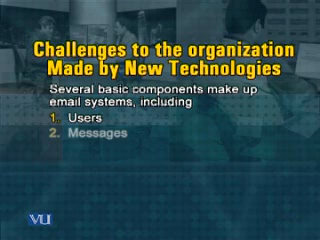 Challenges to the organization
Made by New Technologies
Several basic components make up
email systems, including
1. Users
2. Messages
VU